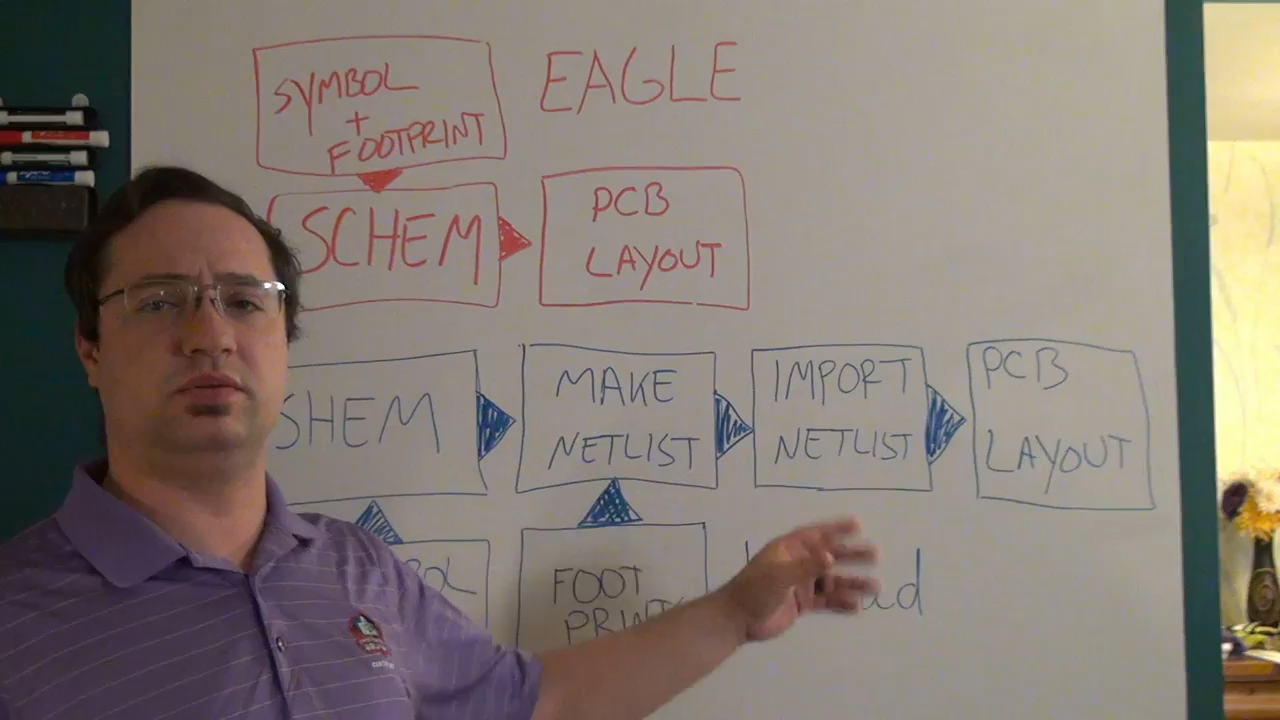 SYMBOL
+
FOOTPRINT
EAGLE
SCHEM
PCB
LAYOUT
SHEM
MAKE
NETLIST
IMPORT
NETLIST
PCB
LAYOUT
FOOT